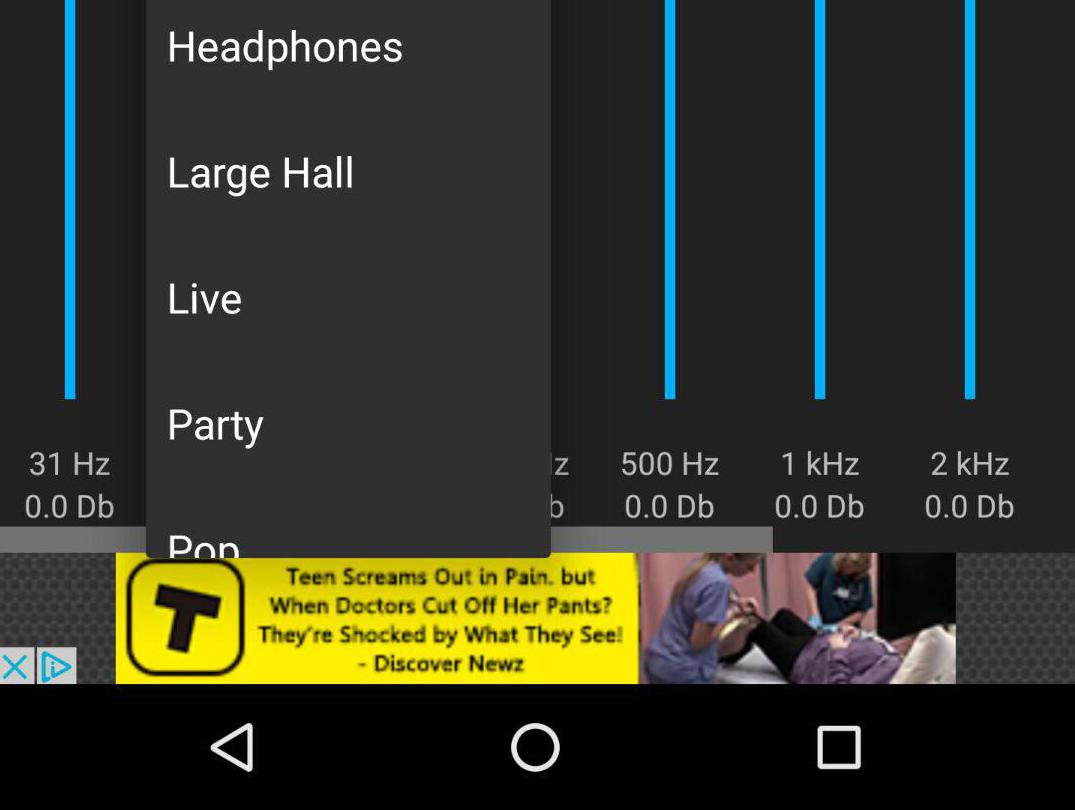 Headphones
Large Hall
Live
Party
Pop
31 Hz
0.0 Db
z
b
500 Hz
0.0 Db
1 kHz
0.0 Db
2 kHz
0.0 Db
T
Teen Screams Out in Pain. but
When Doctors Cut Off Her Pants?
They're Shocked by What They See!
- Discover Newz